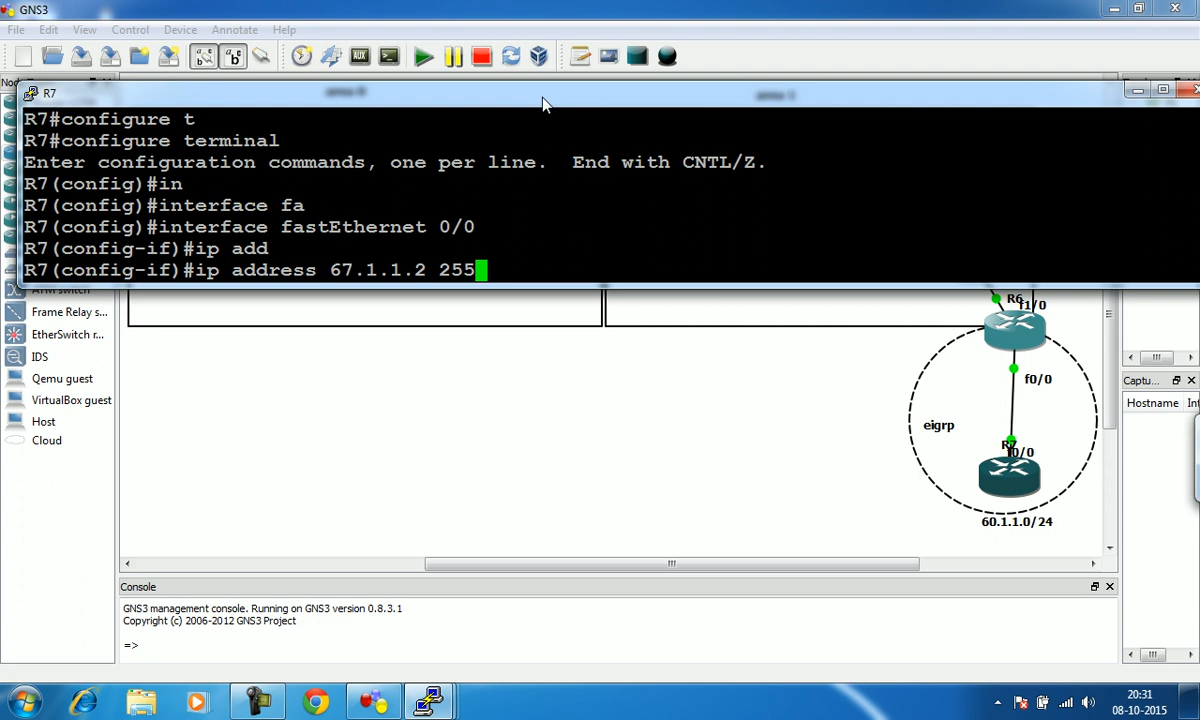 GNS3
File Edit View Control Device Annotate Help
R7
area 0
area 1
R7#configure t
R7#configure terminal
Enter configuration commands, one per line.  End with CNTL/Z.
R7(config)#in
R7(config)#interface fa
R7(config)#interface fastEthernet 0/0
R7(config-if)#ip add
R7(config-if)#ip address 67.1.1.2 255
Frame Relay s...
EtherSwitch r...
IDS
Qemu guest
VirtualBox guest
Host
Cloud
R6
f1/0
f0/0
eigrp
R7
f0/0
60.1.1.0/24
Captu...
Hostname
Console
GNS3 management console. Running on GNS3 version 0.8.3.1
Copyright (c) 2006-2012 GNS3 Project
=>
20:31
08-10-2015